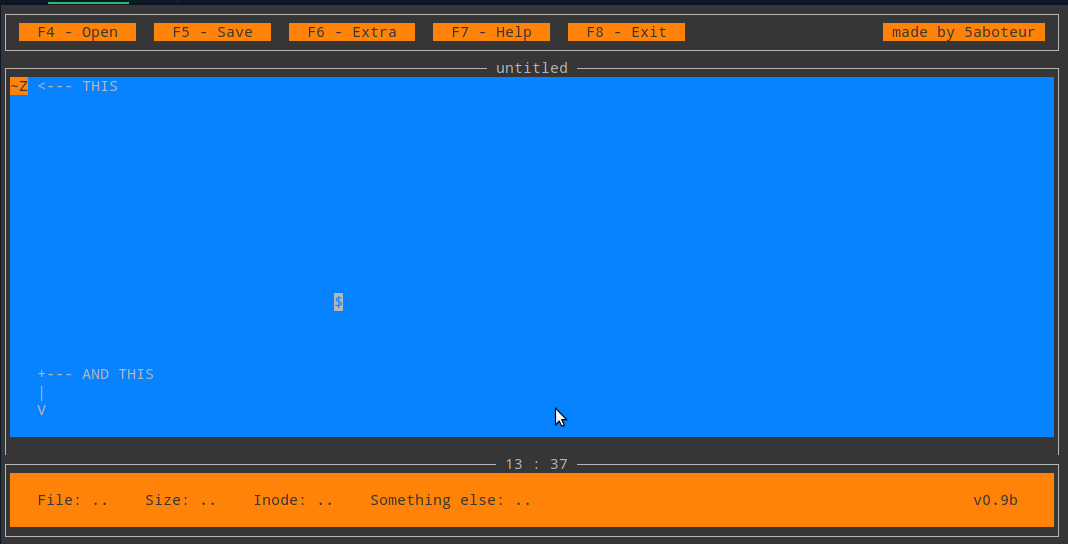 F4 - Open F5 - Save F6 - Extra F7 - Help F8 - Exit made by 5aboteur
untitled
~Z <--- THIS
$
+--- AND THIS
|
V
13 : 37
File: .. Size: .. Inode: .. Something else: .. v0.9b